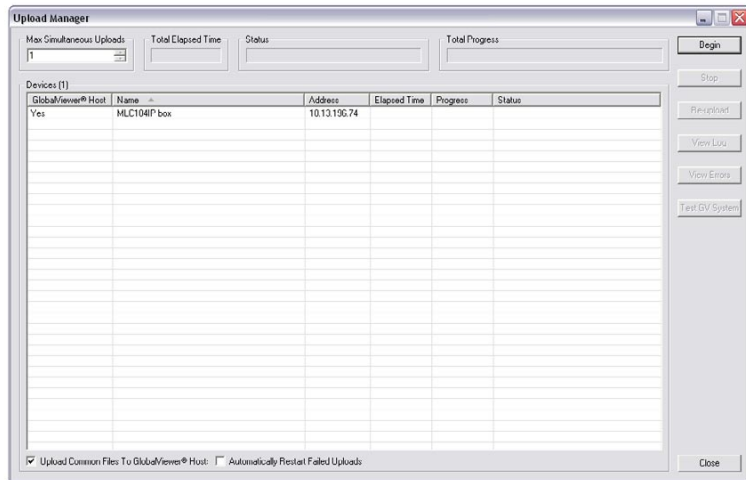 Upload Manager
Max Simultaneous Uploads
Total Elapsed Time
Status
Total Progress
1
Begin
Stop
Re-upload
View Log
View Errors
Test GV System
Devices (1)
GlobalViewer® Host Name Address Elapsed Time Progress Status
Yes MLC104IP box 10.13.196.74
Upload Common Files To GlobalViewer® Host: Automatically Restart Failed Uploads
Close